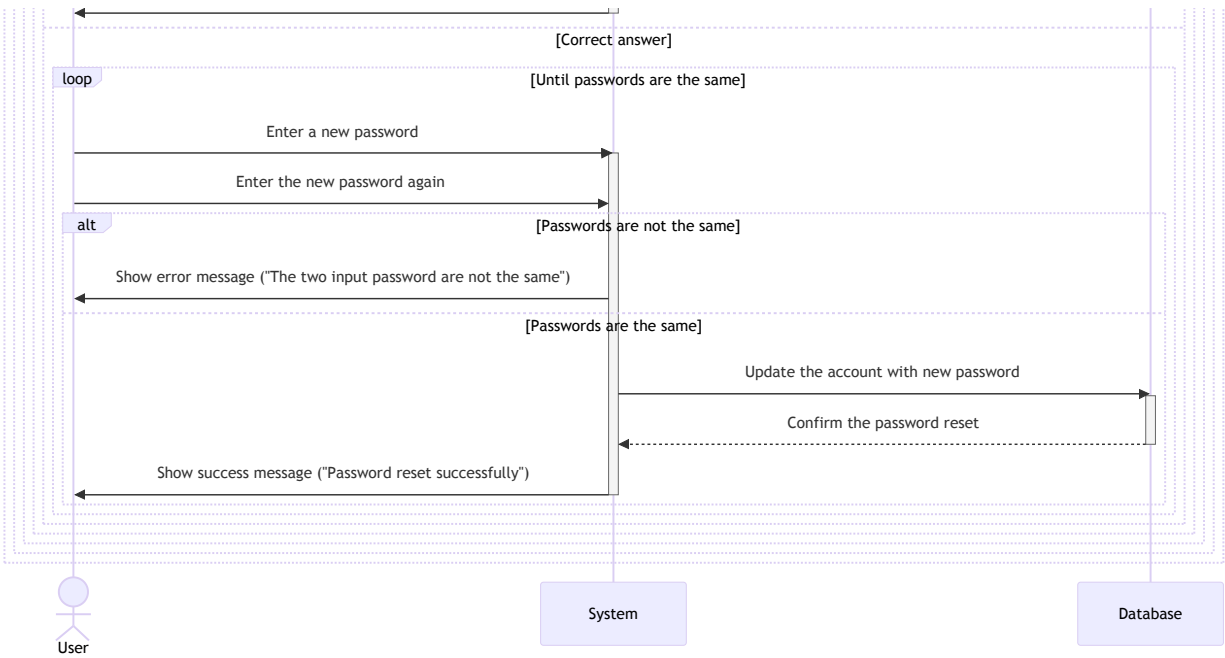 [Correct answer]
loop
[Until passwords are the same]
Enter a new password
Enter the new password again
alt
[Passwords are not the same]
Show error message ("The two input password are not the same")
[Passwords are the same]
Update the account with new password
Confirm the password reset
Show success message ("Password reset successfully")
User
System
Database